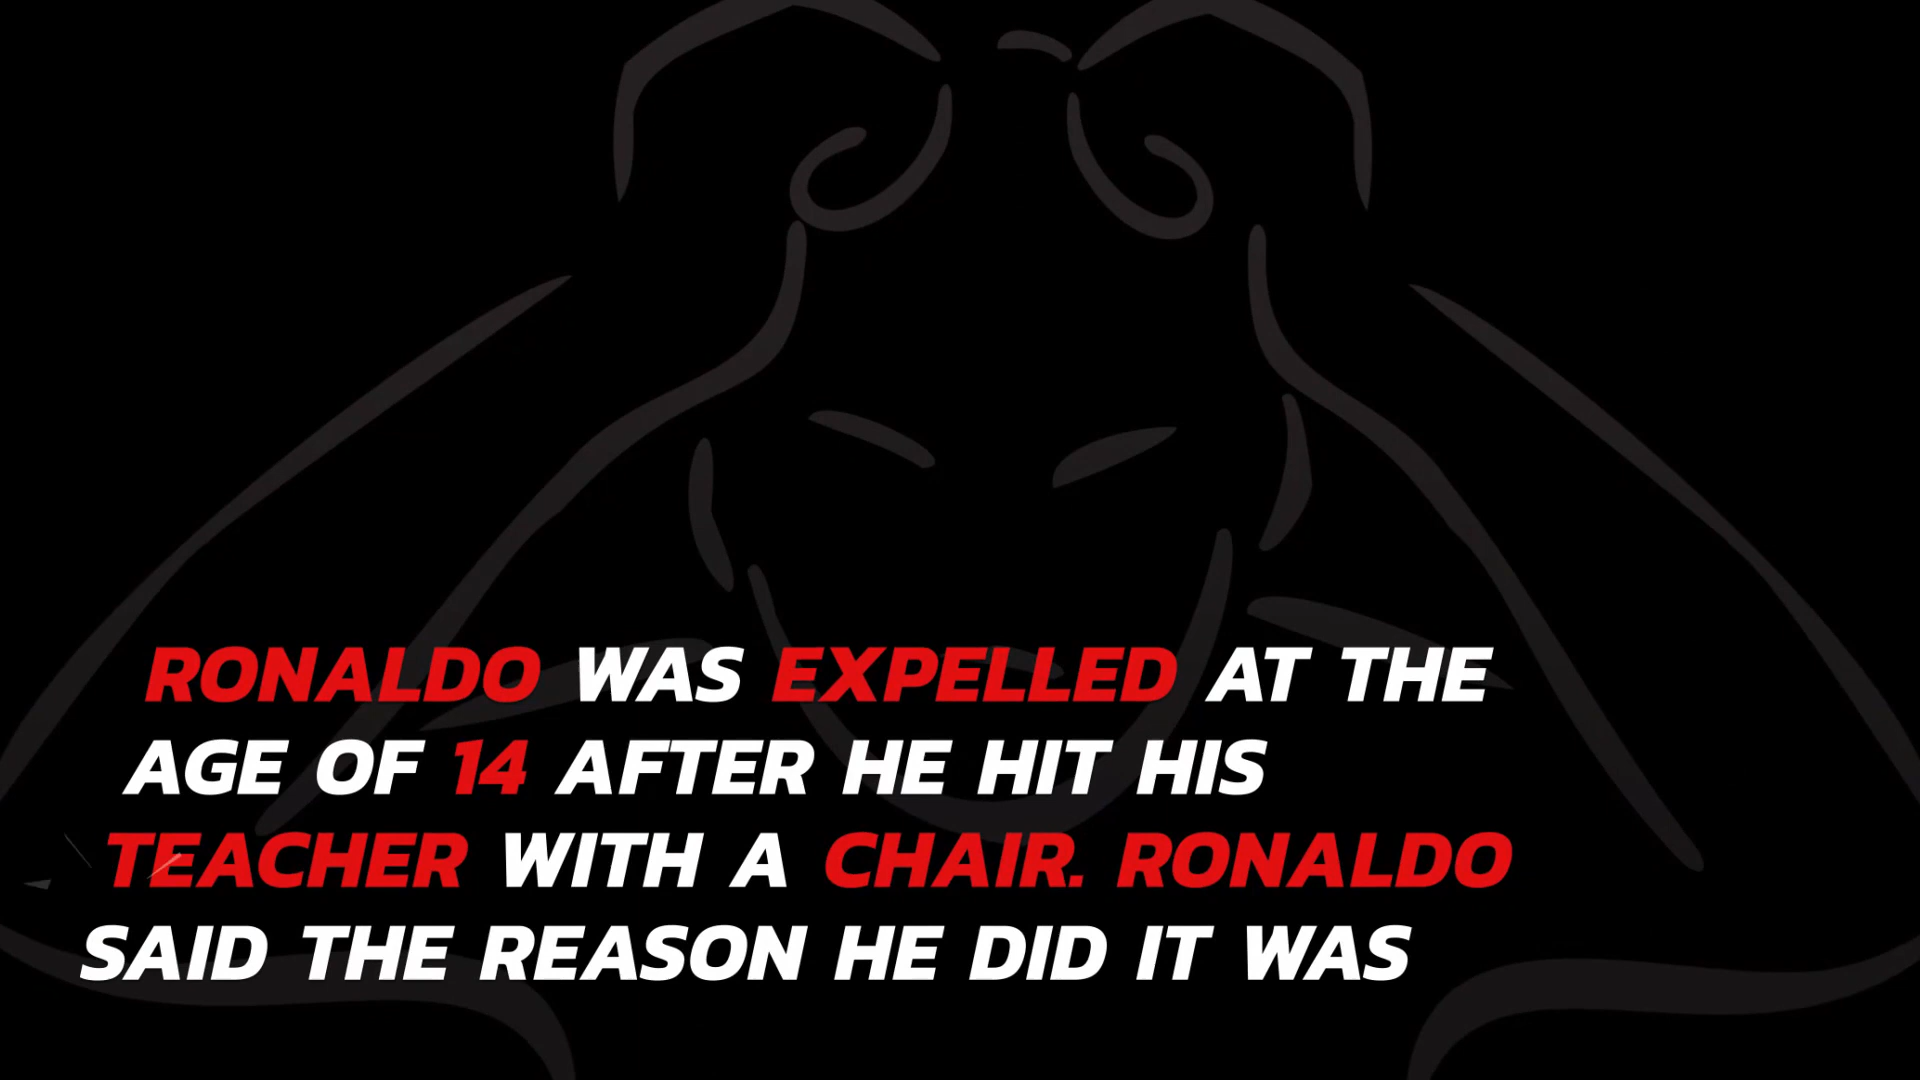 RONALDO WAS EXPELLED AT THE
AGE OF 14 AFTER HE HIT HIS
TEACHER WITH A CHAIR. RONALDO
SAID THE REASON HE DID IT WAS